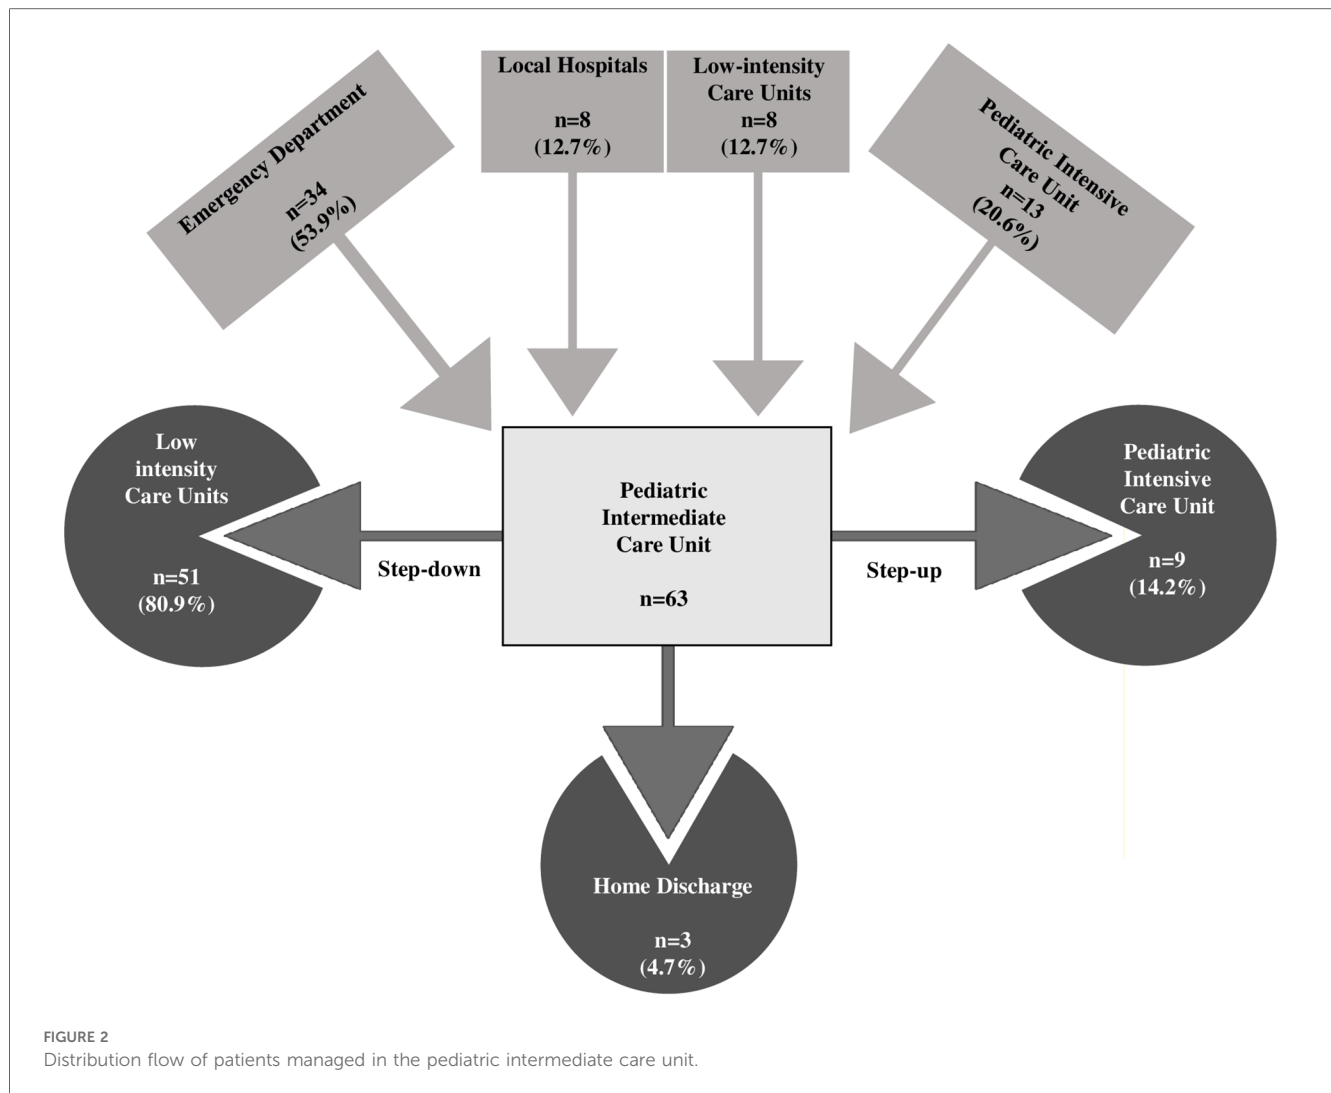 Emergency Department
n=34
(53.9%)
Local Hospitals
n=8
(12.7%)
Low-intensity
Care Units
n=8
(12.7%)
Pediatric Intensive
Care Unit
n=13
(20.6%)
Low
intensity
Care Units
n=51
(80.9%)
Step-down
Pediatric
Intermediate
Care Unit
n=63
Step-up
Pediatric
Intensive
Care Unit
n=9
(14.2%)
Home Discharge
n=3
(4.7%)
FIGURE 2
Distribution flow of patients managed in the pediatric intermediate care unit.